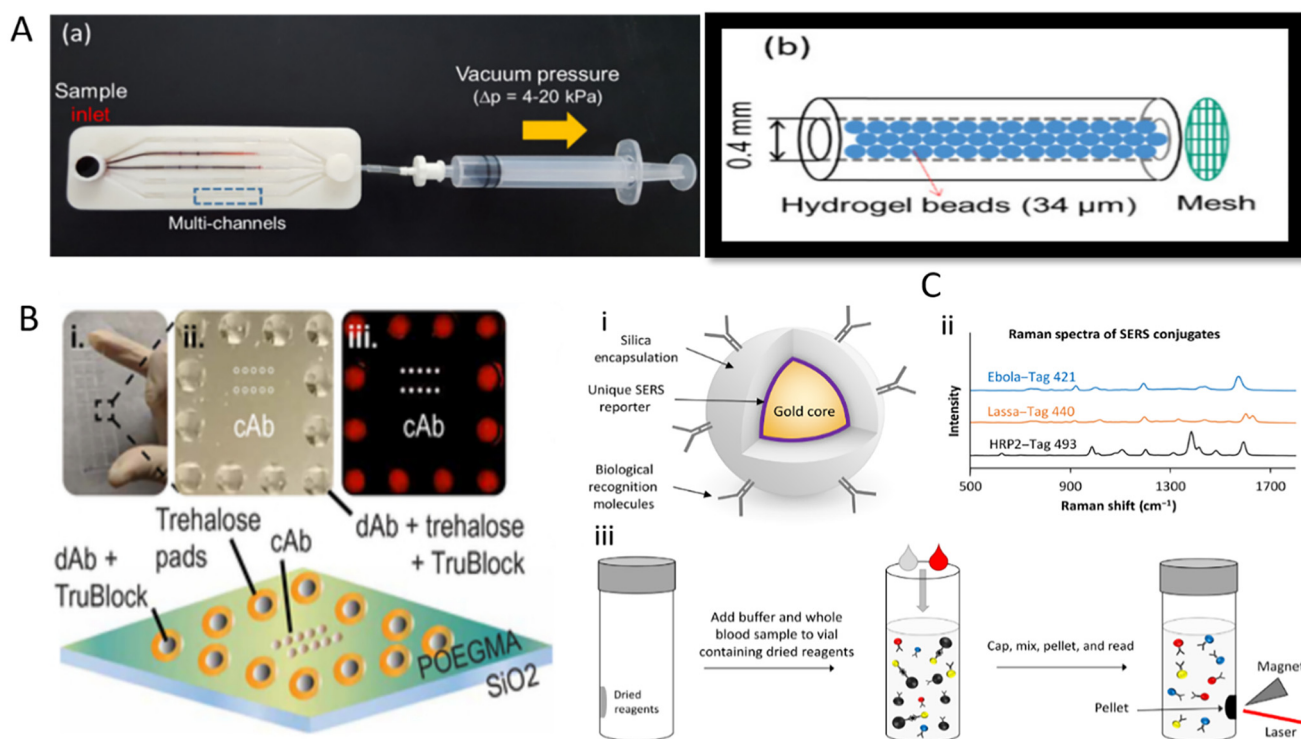 A
(a)
Sample
inlet
Multi-channels
Vacuum pressure
(Δp = 4-20 kPa)
(b)
0.4 mm
Hydrogel beads (34 µm)
Mesh
B
i.
ii.
cAb
iii.
cAb
dAb +
TruBlock
Trehalose
pads
cAb
dAb + trehalose
+ TruBlock
POEGMA
SiO2
C
i
Silica
encapsulation
Unique SERS
reporter
Biological
recognition
molecules
Gold core
ii
Raman spectra of SERS conjugates
Intensity
Ebola–Tag 421
Lassa–Tag 440
HRP2–Tag 493
500
900
1300
1700
Raman shift (cm⁻¹)
iii
Dried
reagents
Add buffer and whole
blood sample to vial
containing dried reagents
Cap, mix, pellet, and read
Pellet
Magnet
Laser